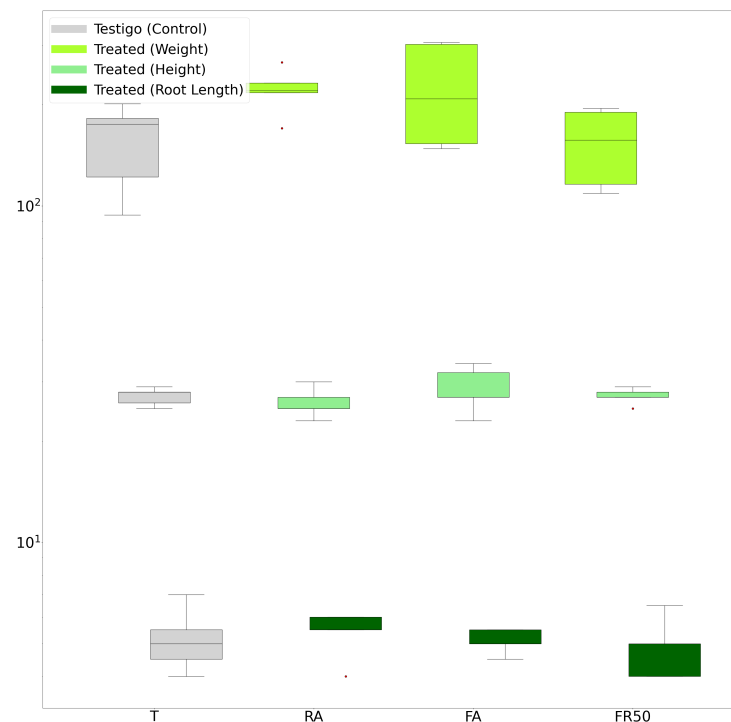 Testigo (Control)
Treated (Weight)
Treated (Height)
Treated (Root Length)
10²
10¹
T RA FA FR50